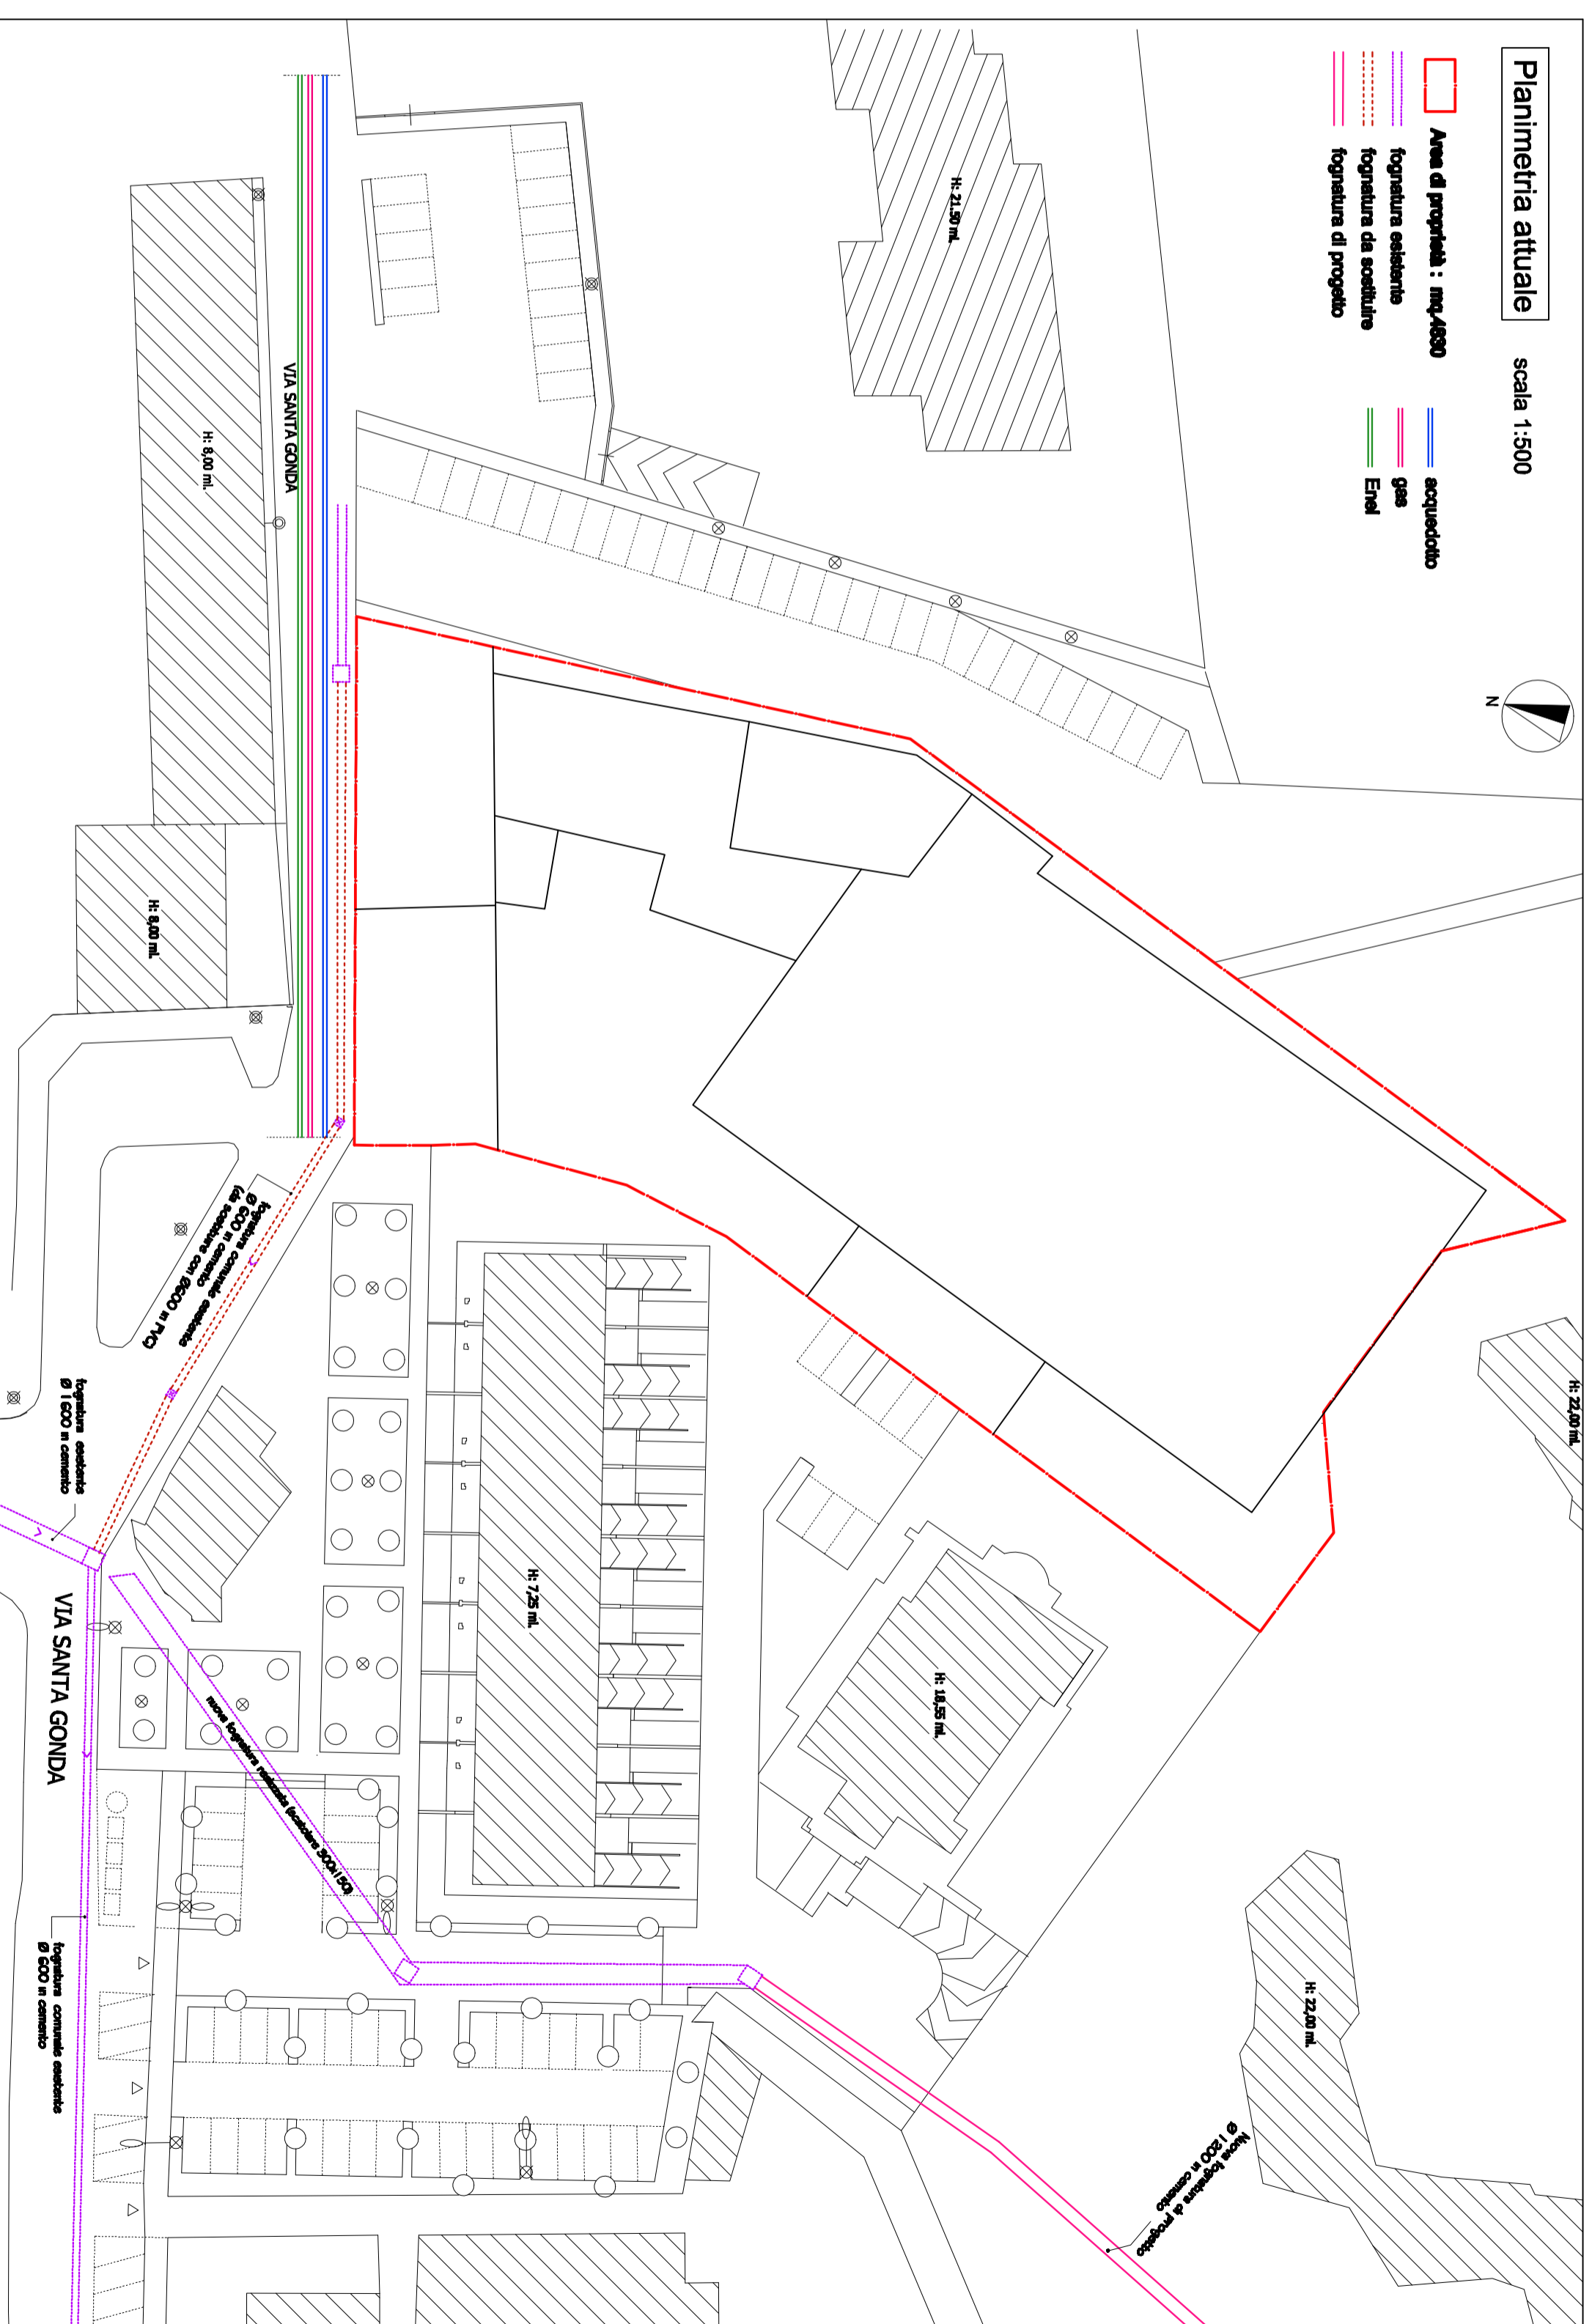 Planimetria attuale
scala 1:500
Area di proprietà : mq.4830
fognatura esistente
fognatura da sostituire
fognatura di progetto
acquedotto
gas
Enel
N
H: 21.50 ml.
VIA SANTA GONDA
H: 8,00 ml.
H: 8,00 ml.
fognatura comunale esistente
Ø 600 in cemento
(da sostituire con Ø600 in PVC)
fognatura esistente
Ø 1600 in cemento
VIA SANTA GONDA
H: 7,25 ml.
H: 18,55 ml.
H: 22,00 ml.
H: 22,00 ml.
nuova fognatura realizzata (scatolare 300x150)
fognatura comunale esistente
Ø 600 in cemento
Nuova fognatura di progetto
Ø 1200 in cemento